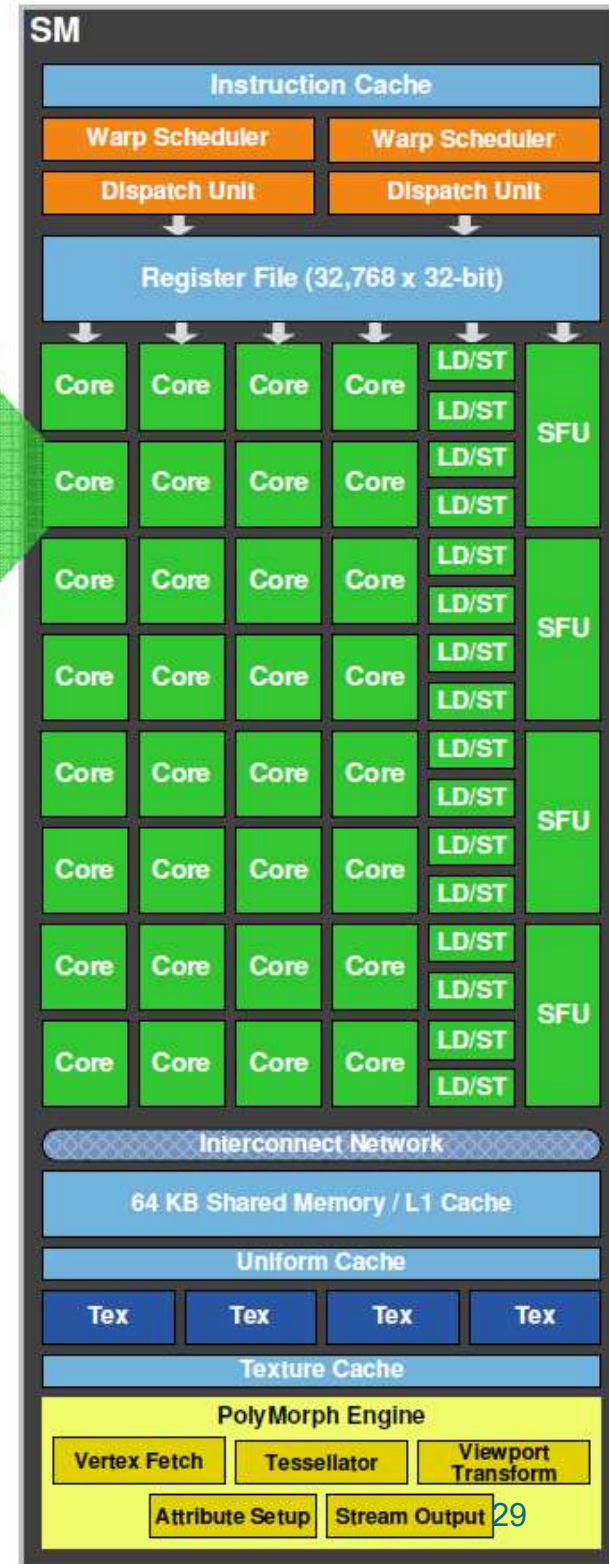 SM
Instruction Cache
Warp Scheduler Warp Scheduler
Dispatch Unit Dispatch Unit
Register File (32,768 x 32-bit)
LD/ST
Core Core Core Core
LD/ST
SFU
LD/ST
Core Core Core Core
LD/ST
LD/ST
Core Core Core Core
LD/ST
SFU
LD/ST
Core Core Core Core
LD/ST
LD/ST
Core Core Core Core
LD/ST
SFU
LD/ST
Core Core Core Core
LD/ST
LD/ST
Core Core Core Core
LD/ST
SFU
LD/ST
Core Core Core Core
LD/ST
Interconnect Network
64 KB Shared Memory / L1 Cache
Uniform Cache
Tex Tex Tex Tex
Texture Cache
PolyMorph Engine
Vertex Fetch Tessellator Viewport
Transform
Attribute Setup Stream Output 29